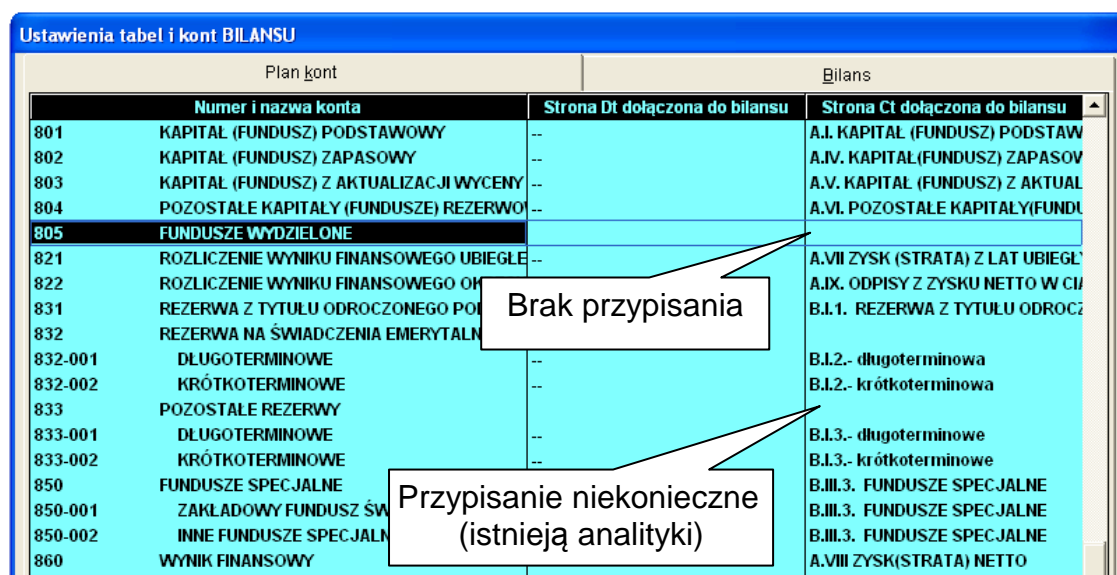 Ustawienia tabel i kont BILANSU
Plan kont Bilans
Numer i nazwa konta Strona Dt dołączona do bilansu Strona Ct dołączona do bilansu
801 KAPITAŁ (FUNDUSZ) PODSTAWOWY -- A.I. KAPITAŁ (FUNDUSZ) PODSTAW
802 KAPITAŁ (FUNDUSZ) ZAPASOWY -- A.IV. KAPITAŁ(FUNDUSZ) ZAPASOW
803 KAPITAŁ (FUNDUSZ) Z AKTUALIZACJI WYCENY -- A.V. KAPITAŁ (FUNDUSZ) Z AKTUAL
804 POZOSTAŁE KAPITAŁY (FUNDUSZE) REZERWO -- A.VI. POZOSTAŁE KAPITAŁY(FUNDU
805 FUNDUSZE WYDZIELONE
821 ROZLICZENIE WYNIKU FINANSOWEGO UBIEGŁE -- A.VII ZYSK (STRATA) Z LAT UBIEGŁY
822 ROZLICZENIE WYNIKU FINANSOWEGO OK A.IX. ODPISY Z ZYSKU NETTO W CIĄ
Brak przypisania
831 REZERWA Z TYTUŁU ODROCZONEGO PO B.I.1. REZERWA Z TYTUŁU ODROCZ
832 REZERWA NA ŚWIADCZENIA EMERYTALN
832-001 DŁUGOTERMINOWE -- B.I.2.- długoterminowa
832-002 KRÓTKOTERMINOWE -- B.I.2.- krótkoterminowa
833 POZOSTAŁE REZERWY
833-001 DŁUGOTERMINOWE -- B.I.3.- długoterminowe
833-002 KRÓTKOTERMINOWE -- B.I.3.- krótkoterminowe
850 FUNDUSZE SPECJALNE B.III.3. FUNDUSZE SPECJALNE
Przypisanie niekonieczne
850-001 ZAKŁADOWY FUNDUSZ ŚW B.III.3. FUNDUSZE SPECJALNE
(istnieją analityki)
850-002 INNE FUNDUSZE SPECJALN B.III.3. FUNDUSZE SPECJALNE
860 WYNIK FINANSOWY A.VIII ZYSK(STRATA) NETTO